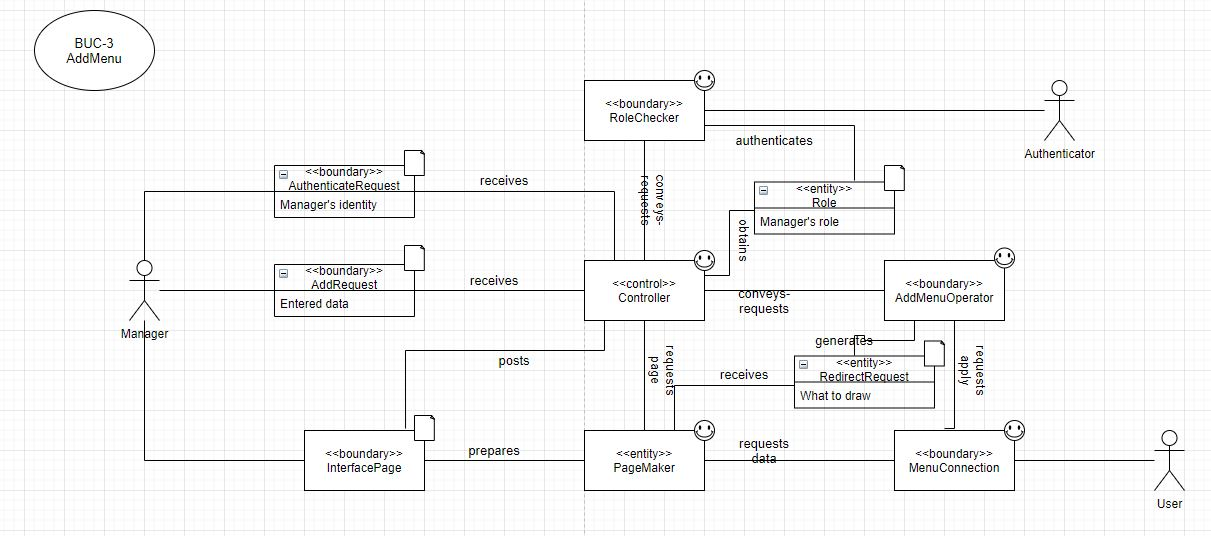 BUC-3
AddMenu
<<boundary>>
RoleChecker
authenticates
Authenticator
<<boundary>>
AuthenticateRequest
Manager's identity
receives
conveys-
requests
<<entity>>
Role
Manager's role
obtains
Manager
<<boundary>>
AddRequest
Entered data
receives
<<control>>
Controller
conveys-
requests
<<boundary>>
AddMenuOperator
posts
requests
page
generates
receives
<<entity>>
RedirectRequest
What to draw
requests
apply
<<boundary>>
InterfacePage
prepares
<<entity>>
PageMaker
requests
data
<<boundary>>
MenuConnection
User